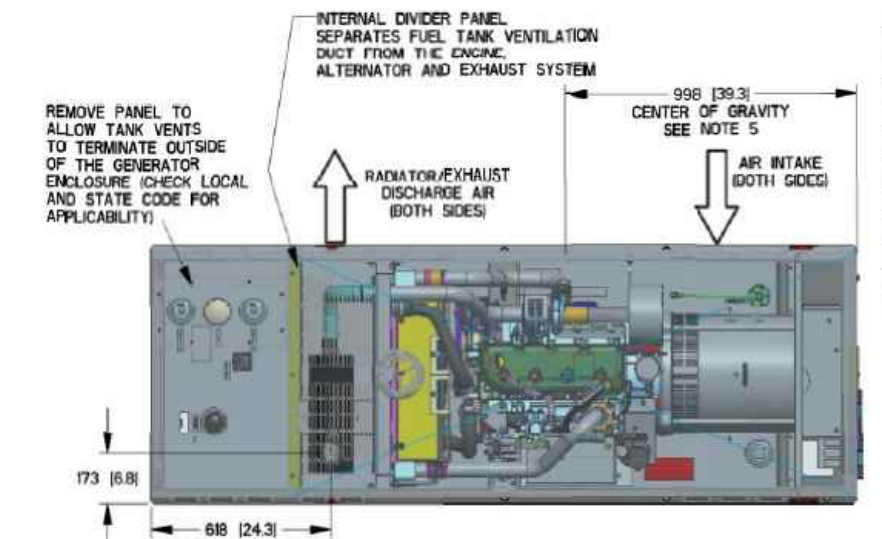 INTERNAL DIVIDER PANEL
SEPARATES FUEL TANK VENTILATION
DUCT FROM THE ENGINE,
ALTERNATOR AND EXHAUST SYSTEM
998 [39.3]
CENTER OF GRAVITY
SEE NOTE 5
REMOVE PANEL TO
ALLOW TANK VENTS
TO TERMINATE OUTSIDE
OF THE GENERATOR
ENCLOSURE (CHECK LOCAL
AND STATE CODE FOR
APPLICABILITY)
RADIATOR/EXHAUST
DISCHARGE AIR
(BOTH SIDES)
AIR INTAKE
(BOTH SIDES)
173 [6.8]
618 [24.3]